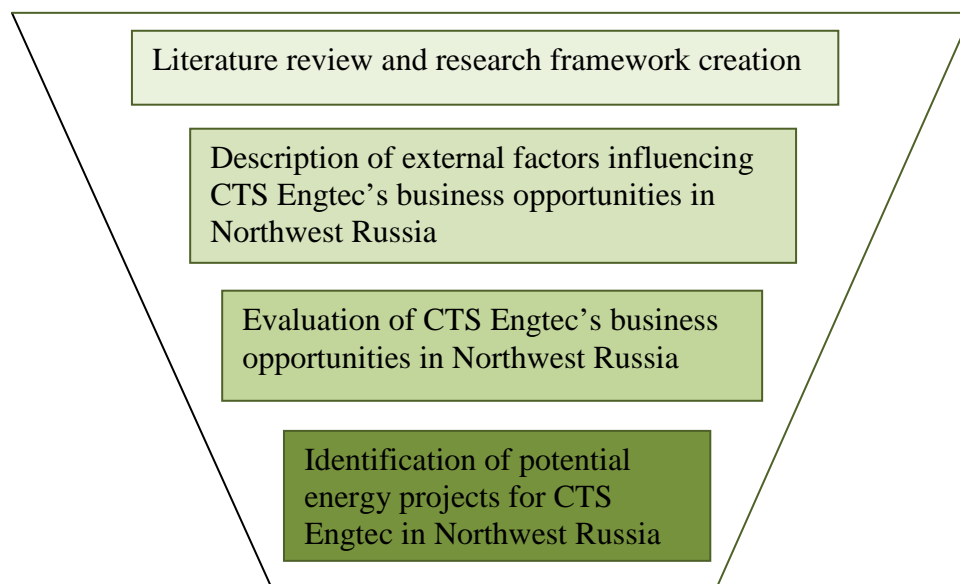 Literature review and research framework creation
Description of external factors influencing
CTS Engtec’s business opportunities in
Northwest Russia
Evaluation of CTS Engtec’s business
opportunities in Northwest Russia
Identification of potential
energy projects for CTS
Engtec in Northwest Russia